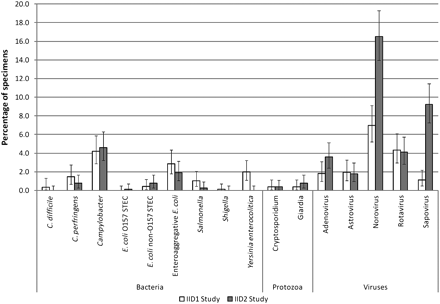 Percentage of specimens
20.0
18.0
16.0
14.0
12.0
10.0
8.0
6.0
4.0
2.0
0.0
C. difficile
C. perfringens
Campylobacter
E. coli O157 STEC
E. coli non-O157 STEC
Enteroaggregative E. coli
Salmonella
Shigella
Yersinia enterocolitica
Cryptosporidium
Giardia
Adenovirus
Astrovirus
Norovirus
Rotavirus
Sapovirus
Bacteria
Protozoa
Viruses
IID1 Study
IID2 Study